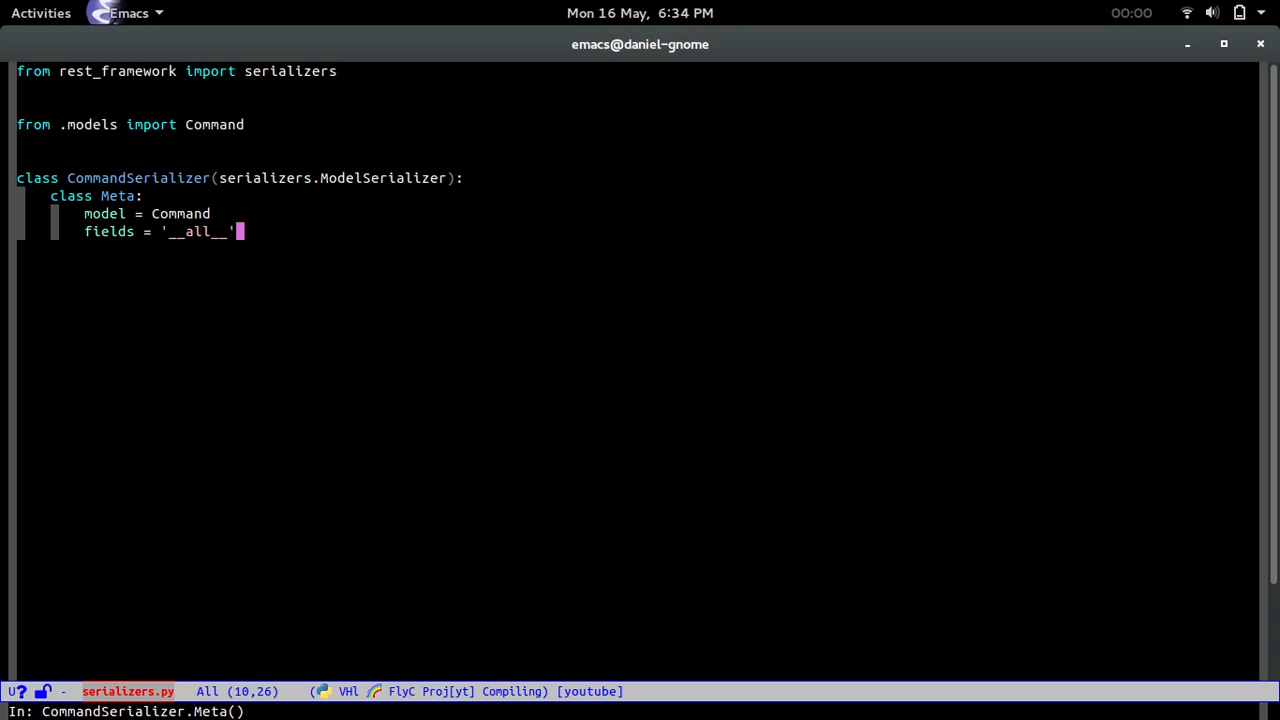 Activities Emacs Mon 16 May, 6:34 PM 00:00
emacs@daniel-gnome
from rest_framework import serializers
from .models import Command
class CommandSerializer(serializers.ModelSerializer):
class Meta:
model = Command
fields = '__all__'
U? - serializers.py All (10,26) ( VHl FlyC Proj[yt] Compiling) [youtube]
In: CommandSerializer.Meta()